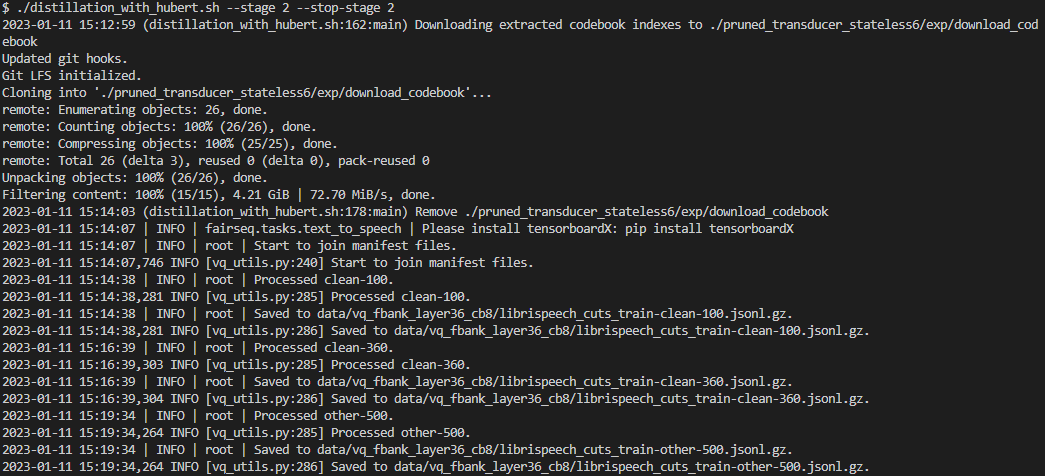 $ ./distillation_with_hubert.sh --stage 2 --stop-stage 2
2023-01-11 15:12:59 (distillation_with_hubert.sh:162:main) Downloading extracted codebook indexes to ./pruned_transducer_stateless6/exp/download_cod
ebook
Updated git hooks.
Git LFS initialized.
Cloning into './pruned_transducer_stateless6/exp/download_codebook'...
remote: Enumerating objects: 26, done.
remote: Counting objects: 100% (26/26), done.
remote: Compressing objects: 100% (25/25), done.
remote: Total 26 (delta 3), reused 0 (delta 0), pack-reused 0
Unpacking objects: 100% (26/26), done.
Filtering content: 100% (15/15), 4.21 GiB | 72.70 MiB/s, done.
2023-01-11 15:14:03 (distillation_with_hubert.sh:178:main) Remove ./pruned_transducer_stateless6/exp/download_codebook
2023-01-11 15:14:07 | INFO | fairseq.tasks.text_to_speech | Please install tensorboardX: pip install tensorboardX
2023-01-11 15:14:07 | INFO | root | Start to join manifest files.
2023-01-11 15:14:07,746 INFO [vq_utils.py:240] Start to join manifest files.
2023-01-11 15:14:38 | INFO | root | Processed clean-100.
2023-01-11 15:14:38,281 INFO [vq_utils.py:285] Processed clean-100.
2023-01-11 15:14:38 | INFO | root | Saved to data/vq_fbank_layer36_cb8/librispeech_cuts_train-clean-100.jsonl.gz.
2023-01-11 15:14:38,281 INFO [vq_utils.py:286] Saved to data/vq_fbank_layer36_cb8/librispeech_cuts_train-clean-100.jsonl.gz.
2023-01-11 15:16:39 | INFO | root | Processed clean-360.
2023-01-11 15:16:39,303 INFO [vq_utils.py:285] Processed clean-360.
2023-01-11 15:16:39 | INFO | root | Saved to data/vq_fbank_layer36_cb8/librispeech_cuts_train-clean-360.jsonl.gz.
2023-01-11 15:16:39,304 INFO [vq_utils.py:286] Saved to data/vq_fbank_layer36_cb8/librispeech_cuts_train-clean-360.jsonl.gz.
2023-01-11 15:19:34 | INFO | root | Processed other-500.
2023-01-11 15:19:34,264 INFO [vq_utils.py:285] Processed other-500.
2023-01-11 15:19:34 | INFO | root | Saved to data/vq_fbank_layer36_cb8/librispeech_cuts_train-other-500.jsonl.gz.
2023-01-11 15:19:34,264 INFO [vq_utils.py:286] Saved to data/vq_fbank_layer36_cb8/librispeech_cuts_train-other-500.jsonl.gz.